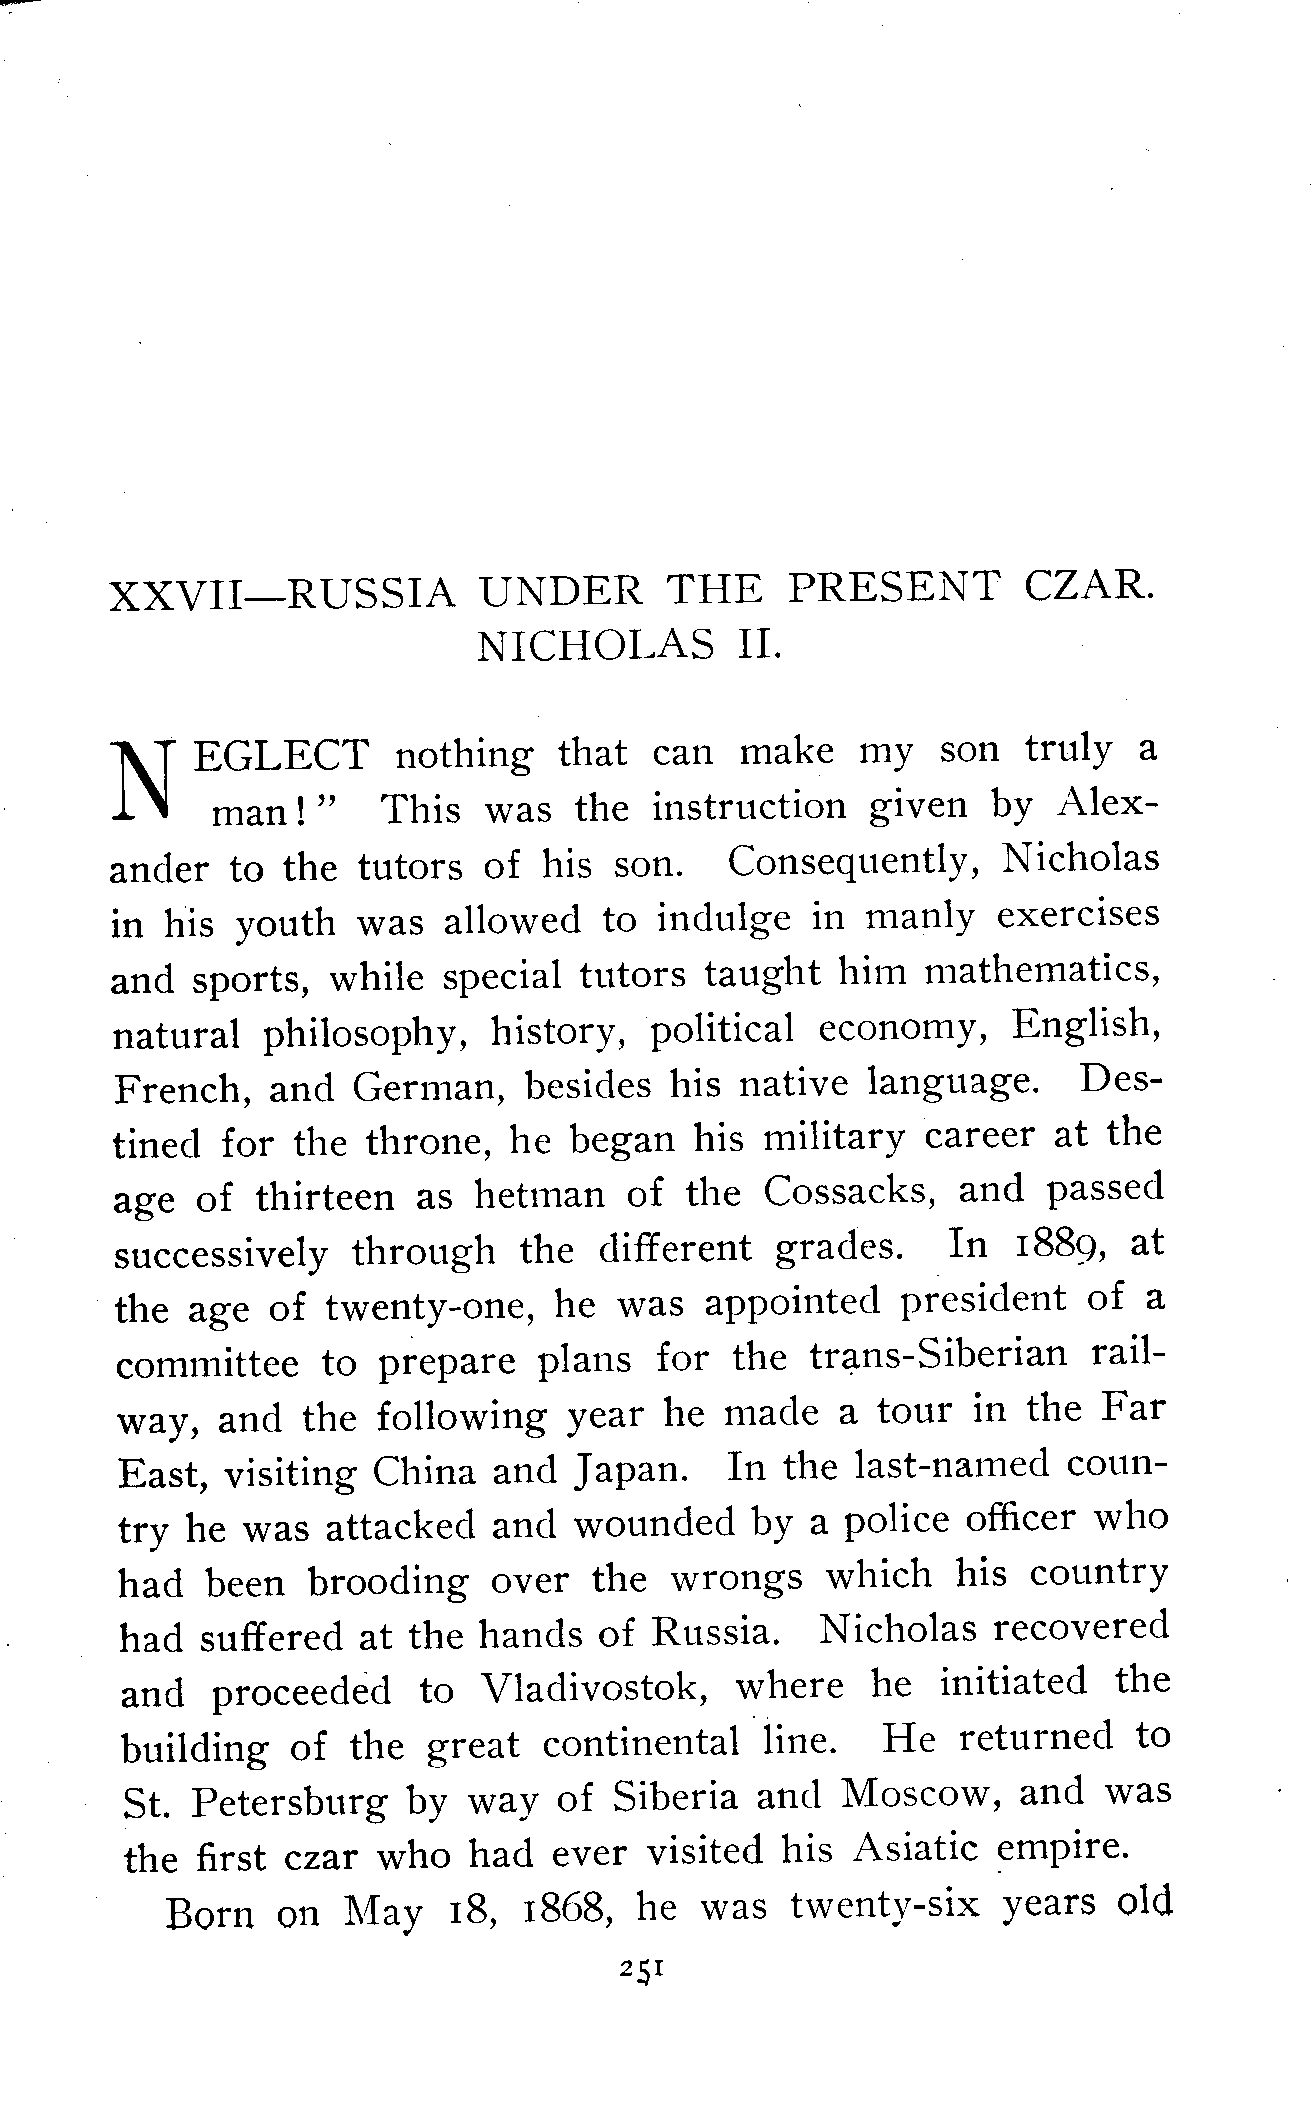 XXVII—RUSSIA UNDER THE PRESENT CZAR.
NICHOLAS II.
NEGLECT nothing that can make my son truly a
man!" This was the instruction given by Alex-
ander to the tutors of his son. Consequently, Nicholas
in his youth was allowed to indulge in manly exercises
and sports, while special tutors taught him mathematics,
natural philosophy, history, political economy, English,
French, and German, besides his native language. Des-
tined for the throne, he began his military career at the
age of thirteen as hetman of the Cossacks, and passed
successively through the different grades. In 1889, at
the age of twenty-one, he was appointed president of a
committee to prepare plans for the trans-Siberian rail-
way, and the following year he made a tour in the Far
East, visiting China and Japan. In the last-named coun-
try he was attacked and wounded by a police officer who
had been brooding over the wrongs which his country
had suffered at the hands of Russia. Nicholas recovered
and proceeded to Vladivostok, where he initiated the
building of the great continental line. He returned to
St. Petersburg by way of Siberia and Moscow, and was
the first czar who had ever visited his Asiatic empire.
Born on May 18, 1868, he was twenty-six years old
251